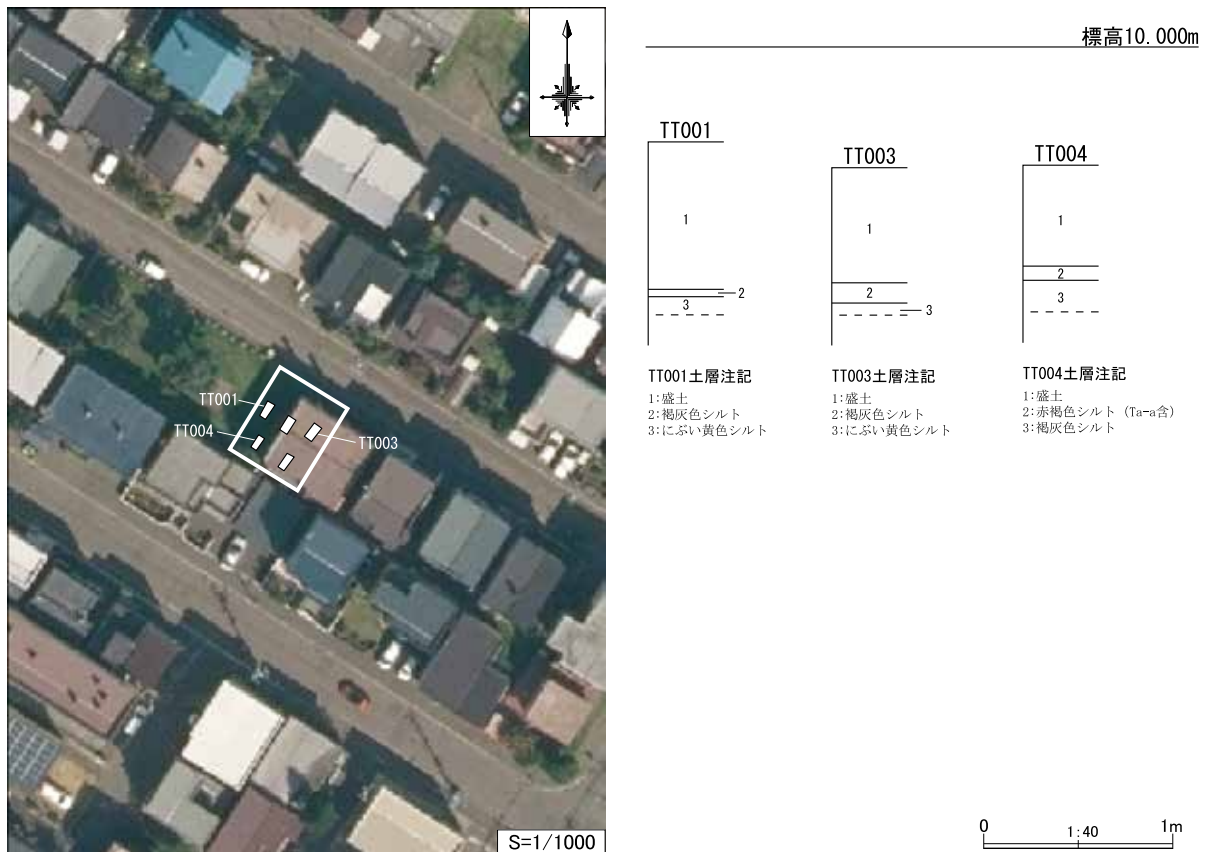 TT001
TT004
TT003
S=1/1000
標高10.000m
TT001
1
2
3
TT003
1
2
3
TT004
1
2
3
TT001土層注記
1:盛土
2:褐灰色シルト
3:にぶい黄色シルト
TT003土層注記
1:盛土
2:褐灰色シルト
3:にぶい黄色シルト
TT004土層注記
1:盛土
2:赤褐色シルト (Ta-a含)
3:褐灰色シルト
0 1:40 1m